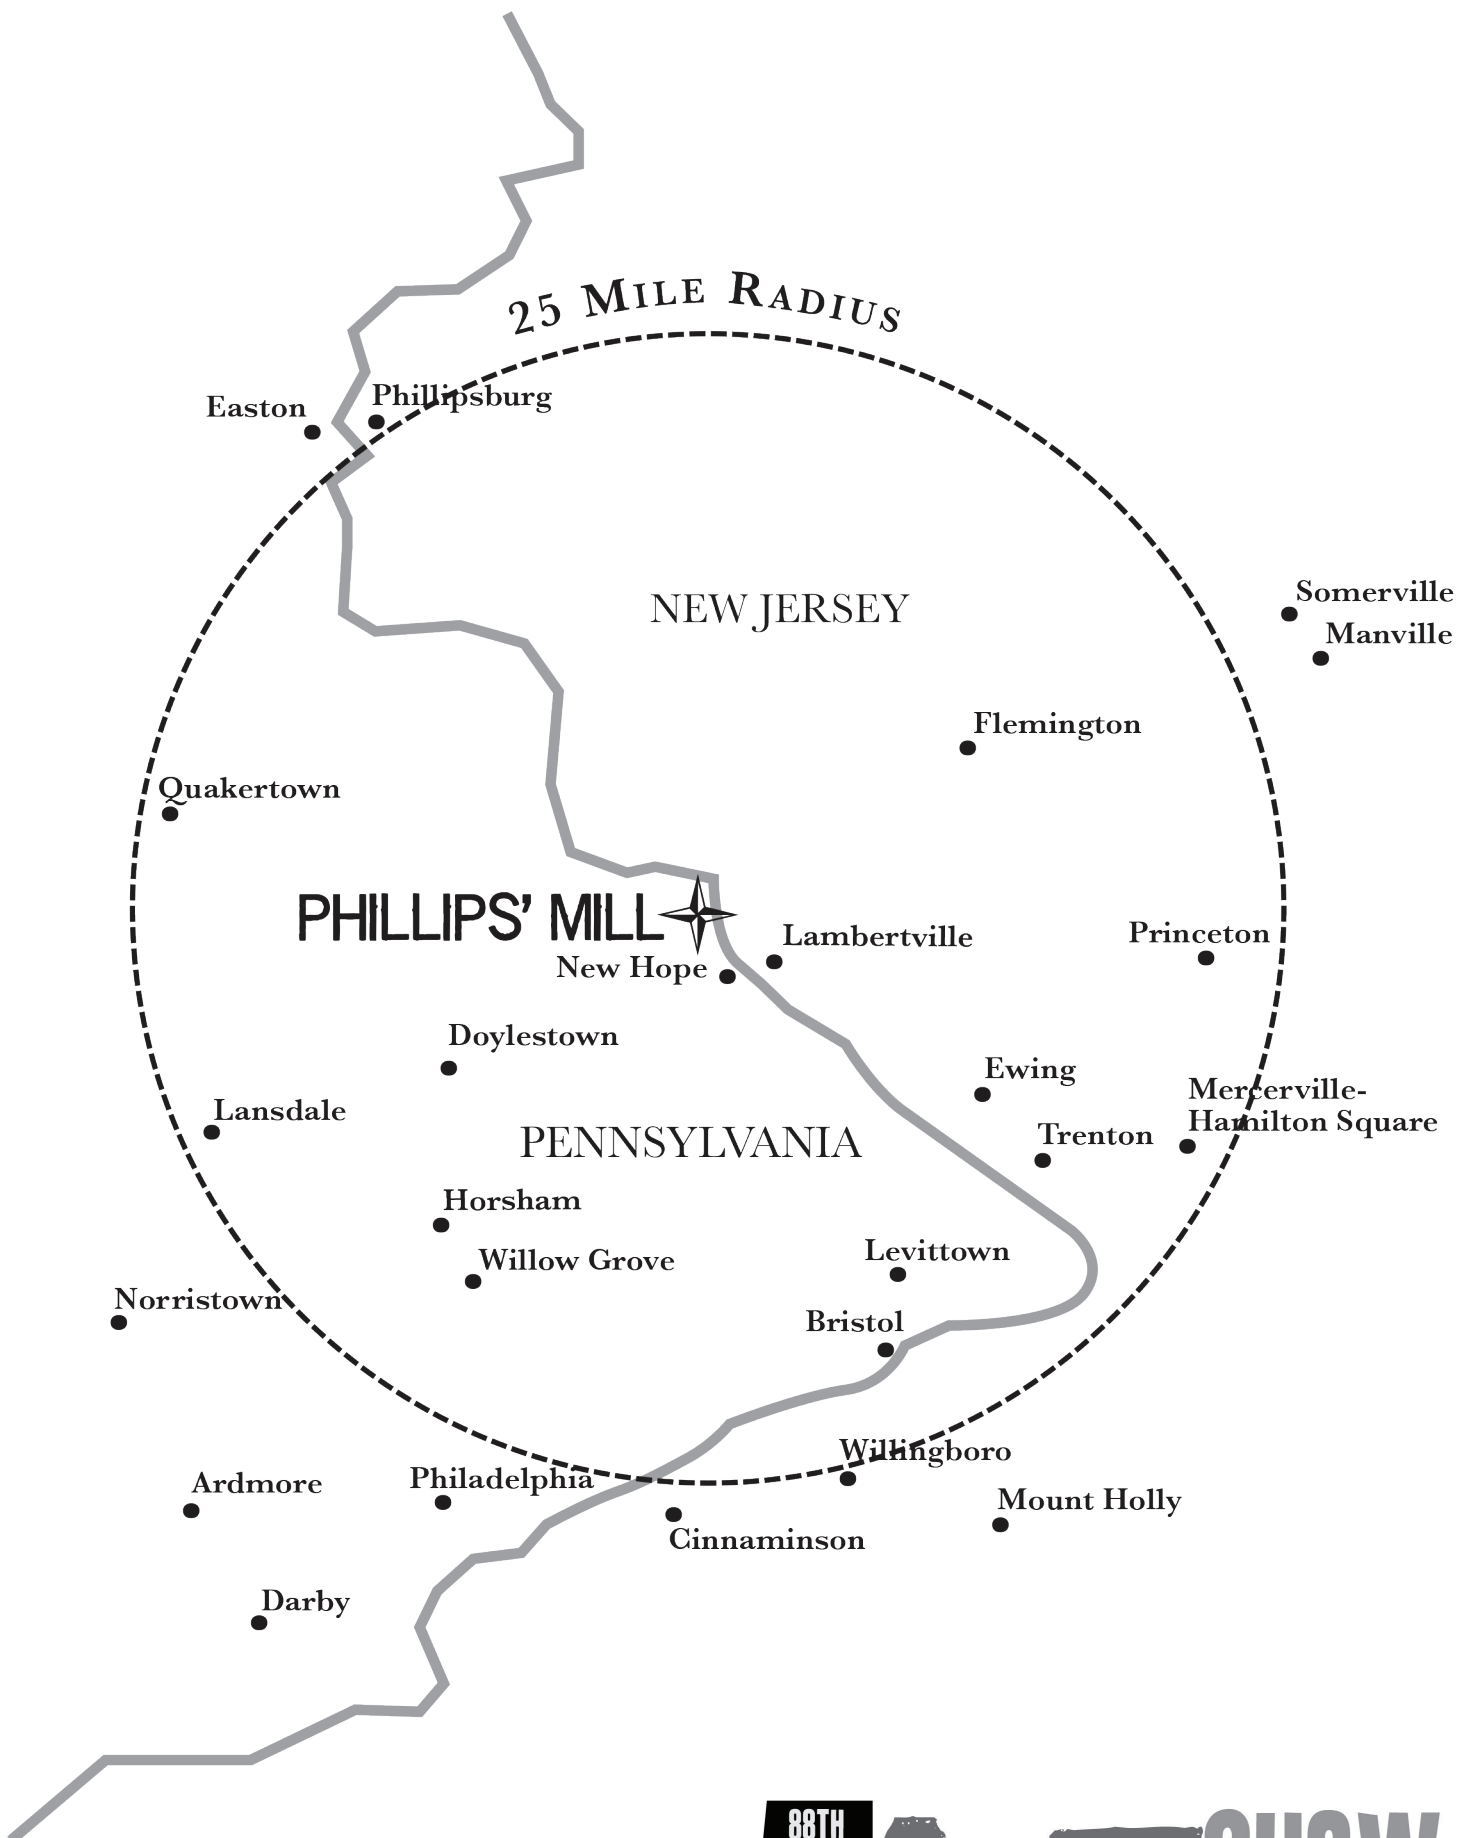 25 MILE RADIUS
Phillipsburg
Easton
Somerville
NEW JERSEY
Manville
Flemington
Quakertown
PHILLIPS’ MILL
Lambertville
Princeton
New Hope
Doylestown
Ewing
Mercerville-
Hamilton Square
Lansdale
Trenton
PENNSYLVANIA
Horsham
Levittown
Willow Grove
Norristown
Bristol
Willingboro
Philadelphia
Ardmore
Mount Holly
Cinnaminson
Darby
88TH
SHOW